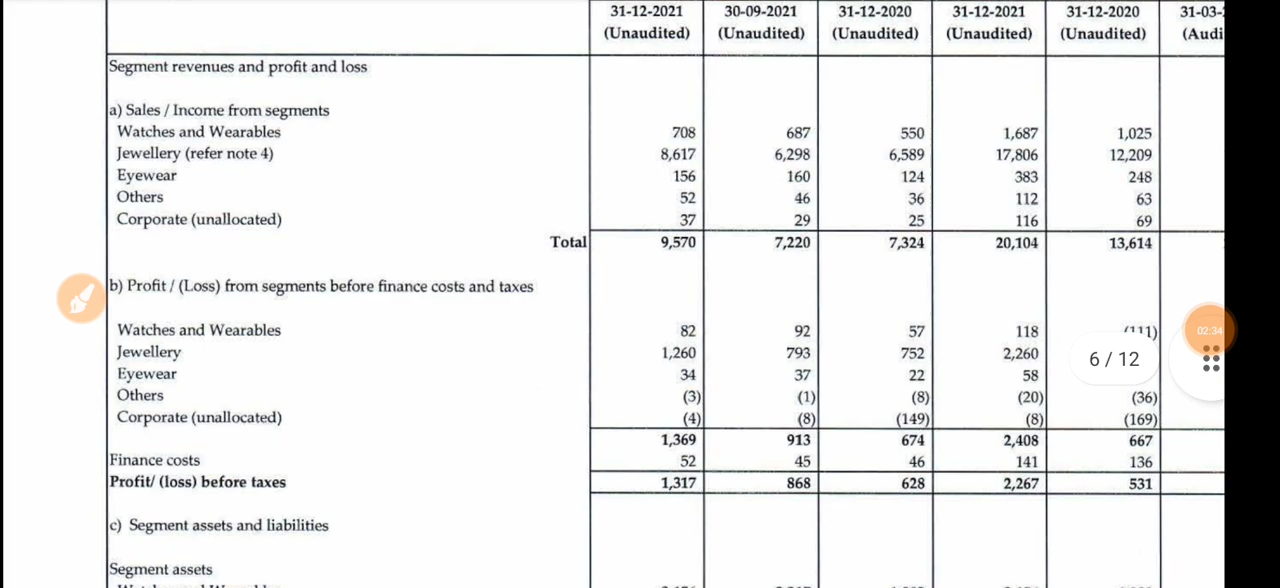 31-12-2021 30-09-2021 31-12-2020 31-12-2021 31-12-2020 31-03-
(Unaudited) (Unaudited) (Unaudited) (Unaudited) (Unaudited) (Audi
Segment revenues and profit and loss
a) Sales / Income from segments
Watches and Wearables 708 687 550 1,687 1,025
Jewellery (refer note 4) 8,617 6,298 6,589 17,806 12,209
Eyewear 156 160 124 383 248
Others 52 46 36 112 63
Corporate (unallocated) 37 29 25 116 69
Total 9,570 7,220 7,324 20,104 13,614
b) Profit / (Loss) from segments before finance costs and taxes
Watches and Wearables 82 92 57 118 (111)
02:34
Jewellery 1,260 793 752 2,260
6 / 12
Eyewear 34 37 22 58
Others (3) (1) (8) (20) (36)
Corporate (unallocated) (4) (8) (149) (8) (169)
1,369 913 674 2,408 667
Finance costs 52 45 46 141 136
Profit/ (loss) before taxes 1,317 868 628 2,267 531
c) Segment assets and liabilities
Segment assets